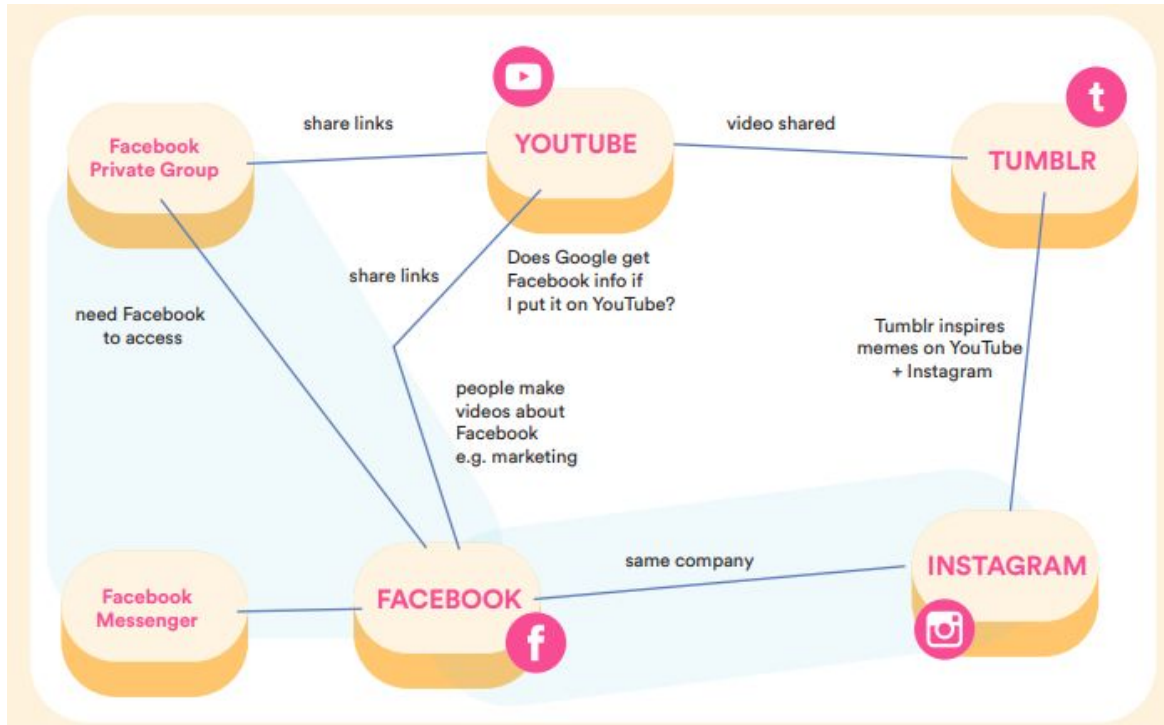 share links
YOUTUBE
video shared
t
Facebook
Private Group
TUMBLR
share links
Does Google get
Facebook info if
I put it on YouTube?
need Facebook
to access
Tumblr inspires
memes on YouTube
+ Instagram
people make
videos about
Facebook
e.g. marketing
same company
INSTAGRAM
Facebook
Messenger
FACEBOOK
f